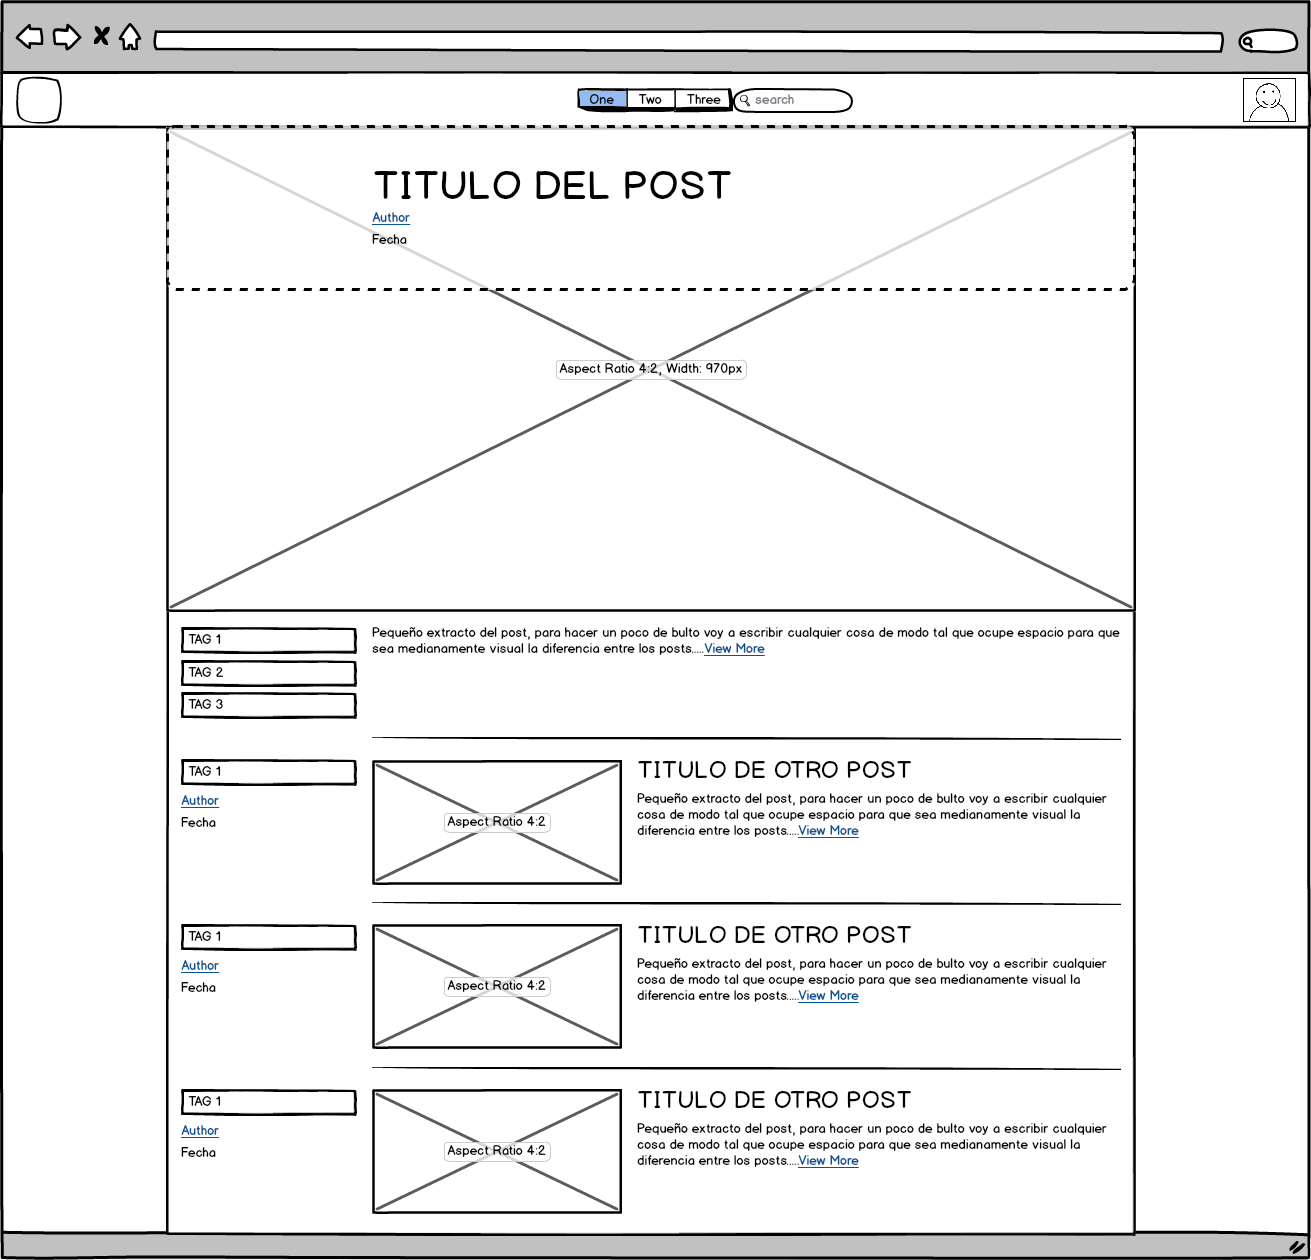 One Two Three search
TITULO DEL POST
Author
Fecha
Aspect Ratio 4:2, Width: 970px
TAG 1
TAG 2
TAG 3
Pequeño extracto del post, para hacer un poco de bulto voy a escribir cualquier cosa de modo tal que ocupe espacio para que
sea medianamente visual la diferencia entre los posts.....View More
TAG 1
Author
Fecha
Aspect Ratio 4:2
TITULO DE OTRO POST
Pequeño extracto del post, para hacer un poco de bulto voy a escribir cualquier
cosa de modo tal que ocupe espacio para que sea medianamente visual la
diferencia entre los posts.....View More
TAG 1
Author
Fecha
Aspect Ratio 4:2
TITULO DE OTRO POST
Pequeño extracto del post, para hacer un poco de bulto voy a escribir cualquier
cosa de modo tal que ocupe espacio para que sea medianamente visual la
diferencia entre los posts.....View More
TAG 1
Author
Fecha
Aspect Ratio 4:2
TITULO DE OTRO POST
Pequeño extracto del post, para hacer un poco de bulto voy a escribir cualquier
cosa de modo tal que ocupe espacio para que sea medianamente visual la
diferencia entre los posts.....View More